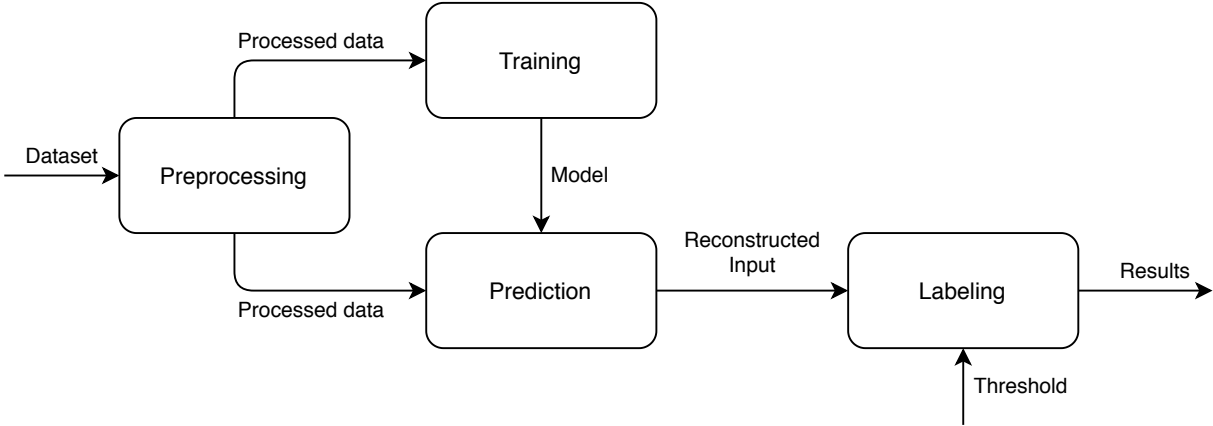 Processed data
Training
Dataset
Preprocessing
Model
Processed data
Prediction
Reconstructed
Input
Labeling
Results
Threshold